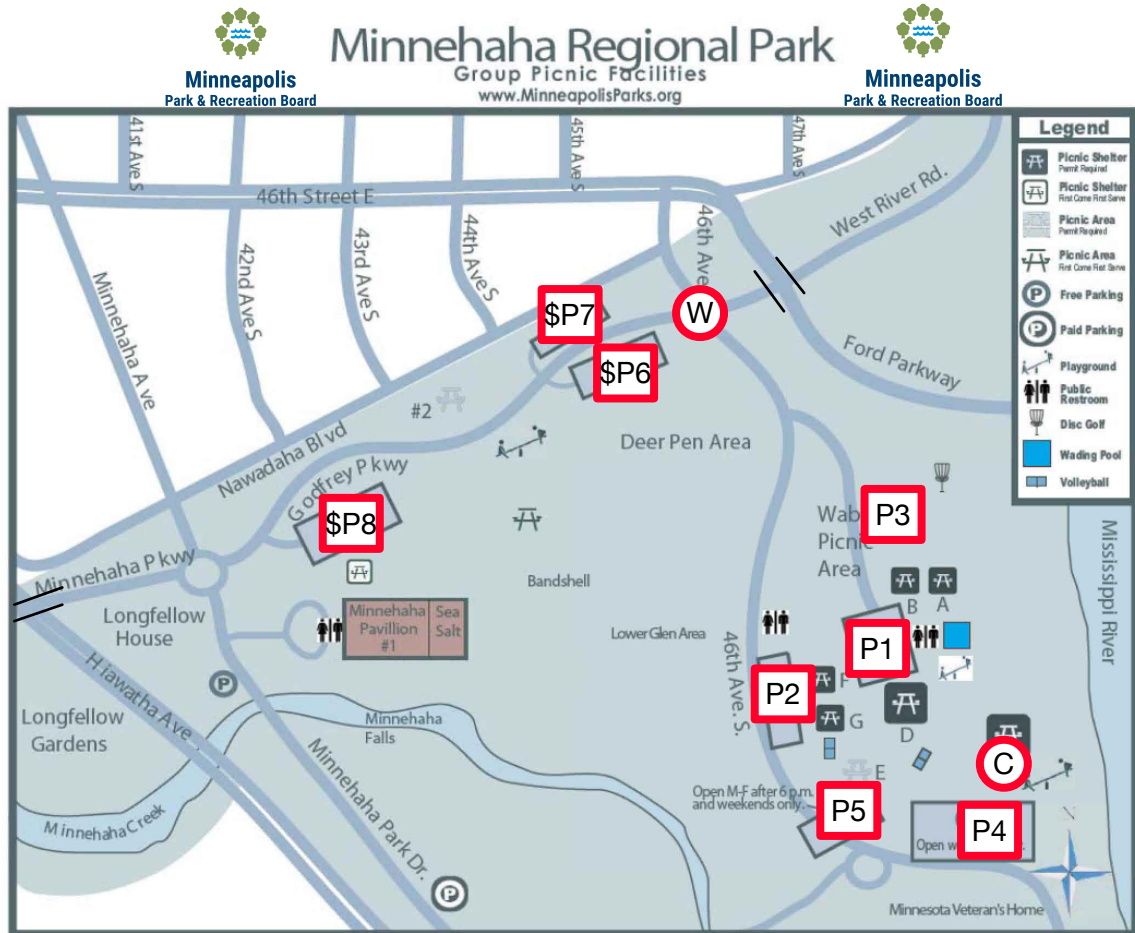 Minneapolis
Park & Recreation Board
Minnehaha Regional Park
Group Picnic Facilities
www.MinneapolisParks.org
Minneapolis
Park & Recreation Board
41st Ave S
45th Ave S
47th Ave S
46th Street E
42nd Ave S
43rd Ave S
44th Ave S
46th Ave
West River Rd.
Minnehaha Ave
$P7
W
$P6
Ford Parkway
#2
Nawadaha Blvd
Godfrey Pkwy
Deer Pen Area
$P8
P3
Picnic
Area
Minnehaha Pkwy
Bandshell
B
A
Longfellow
House
Minnehaha
Pavillion
#1
Sea
Salt
Lower Glen Area
P1
46th Ave. S.
P2
F
G
D
Hiawatha Ave
P
Longfellow
Gardens
Minnehaha
Falls
C
E
Open M-F after 6 p.m.
and weekends only.
P5
P4
Minnehaha Creek
Minnehaha Park Dr.
P
N
Minnesota Veteran's Home
Mississippi River
Legend
Picnic Shelter
Permit Required
Picnic Shelter
First Come First Serve
Picnic Area
Permit Required
Picnic Area
First Come First Serve
P
Free Parking
P
Paid Parking
Playground
Public
Restroom
Disc Golf
Wading Pool
Volleyball